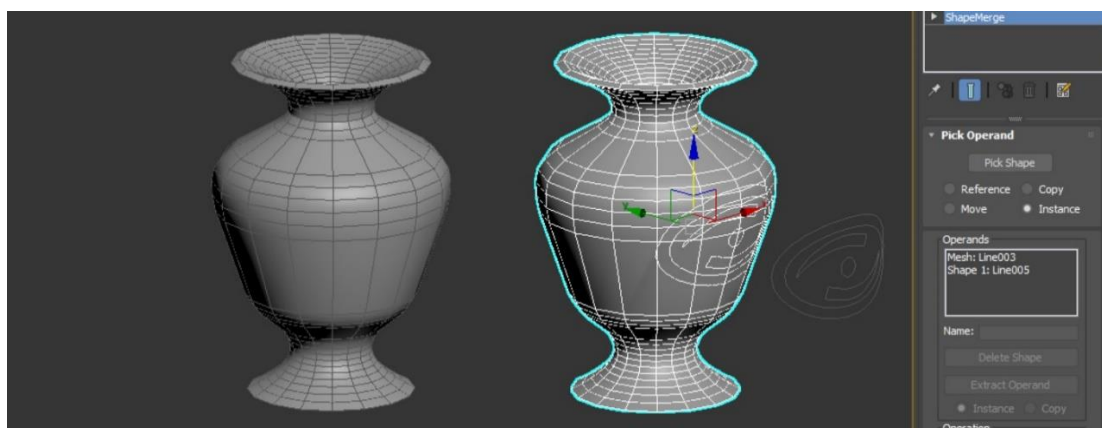 ShapeMerge
Pick Operand
Pick Shape
Reference Copy
Move Instance
Operands
Mesh: Line003
Shape 1: Line005
Name:
Delete Shape
Extract Operand
Instance Copy
Operation